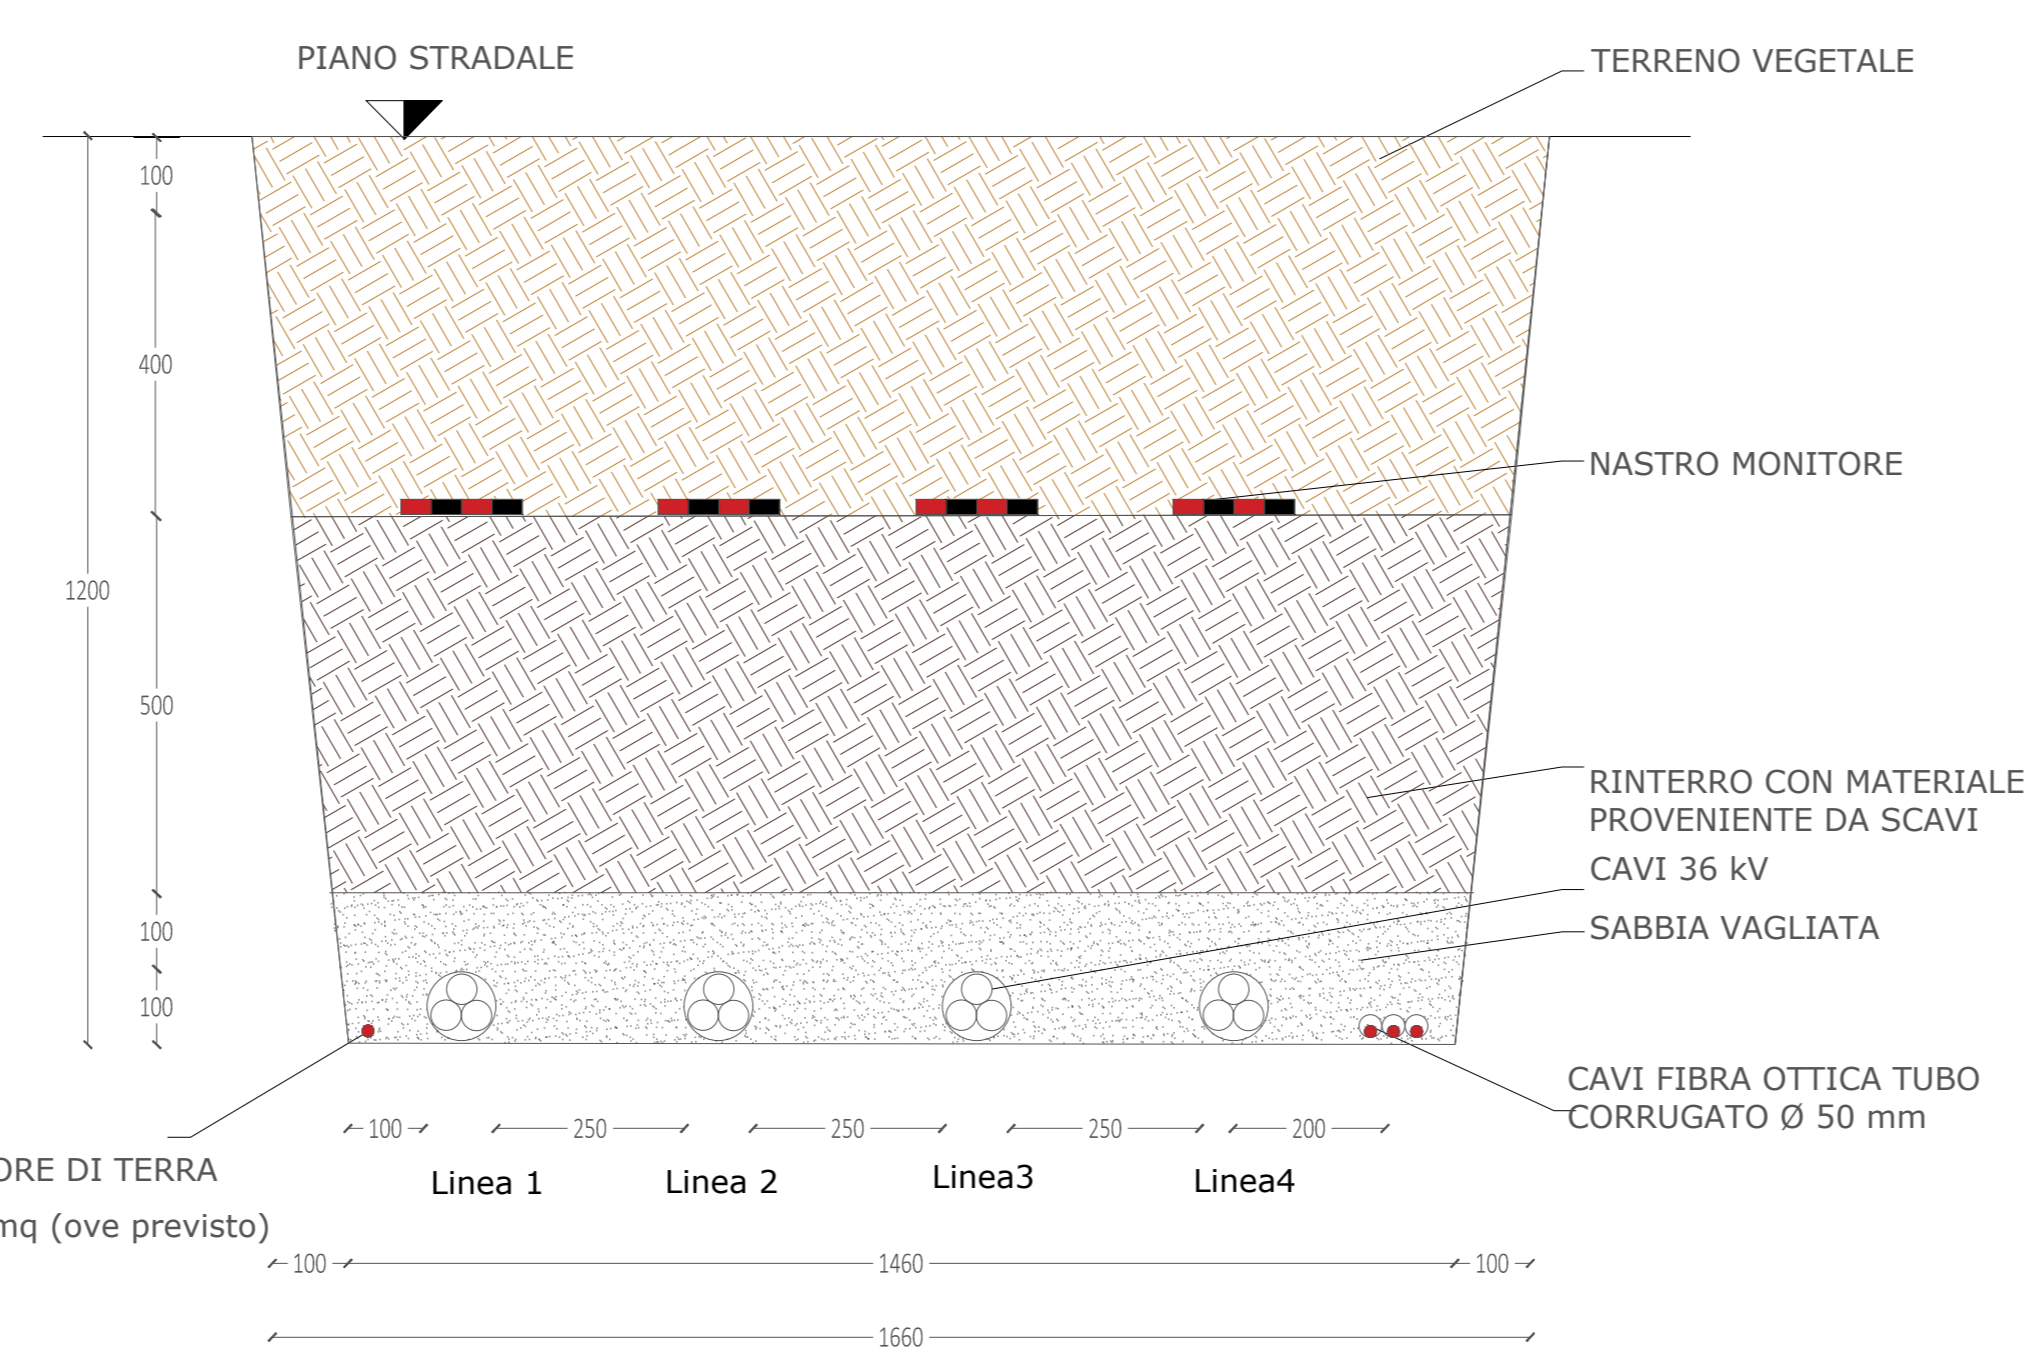 PIANO STRADALE
TERRENO VEGETALE
100
400
NASTRO MONITORE
1200
500
RINTERRO CON MATERIALE
PROVENIENTE DA SCAVI
CAVI 36 kV
SABBIA VAGLIATA
100
100
CAVI FIBRA OTTICA TUBO
CORRUGATO Ø 50 mm
100 250 250 250 200
ORE DI TERRA
Linea 1 Linea 2 Linea3 Linea4
mq (ove previsto)
100 1460 100
1660